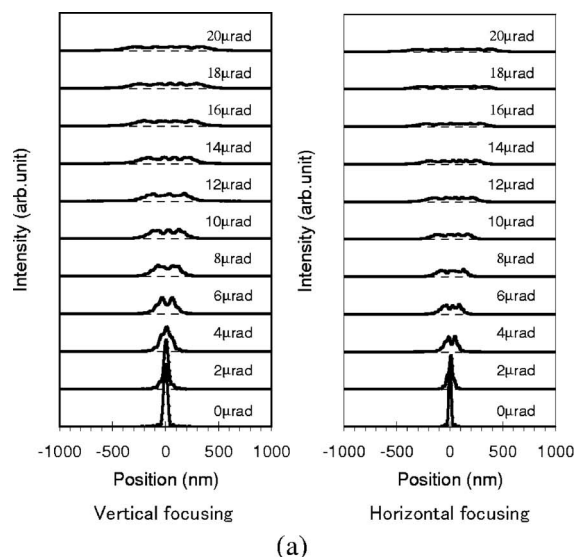 Intensity (arb.unit)
20μrad
18μrad
16μrad
14μrad
12μrad
10μrad
8μrad
6μrad
4μrad
2μrad
0μrad
-1000 -500 0 500 1000
Position (nm)
Vertical focusing
Intensity (arb.unit)
20μrad
18μrad
16μrad
14μrad
12μrad
10μrad
8μrad
6μrad
4μrad
2μrad
0μrad
-1000 -500 0 500 1000
Position (nm)
Horizontal focusing
(a)